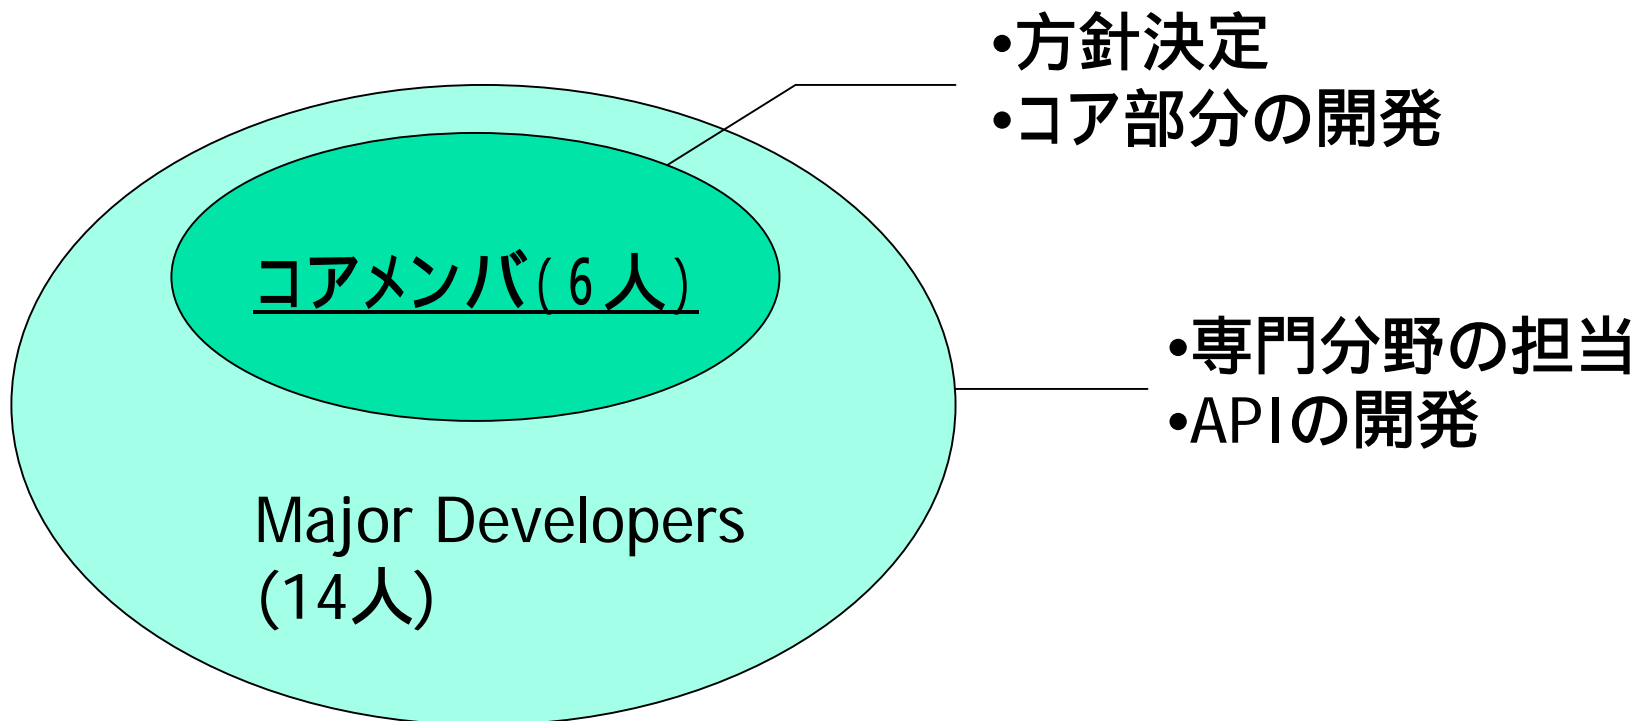 •方針決定
•コア部分の開発
コアメンバ(6人)
•専門分野の担当
•APIの開発
Major Developers
(14人)